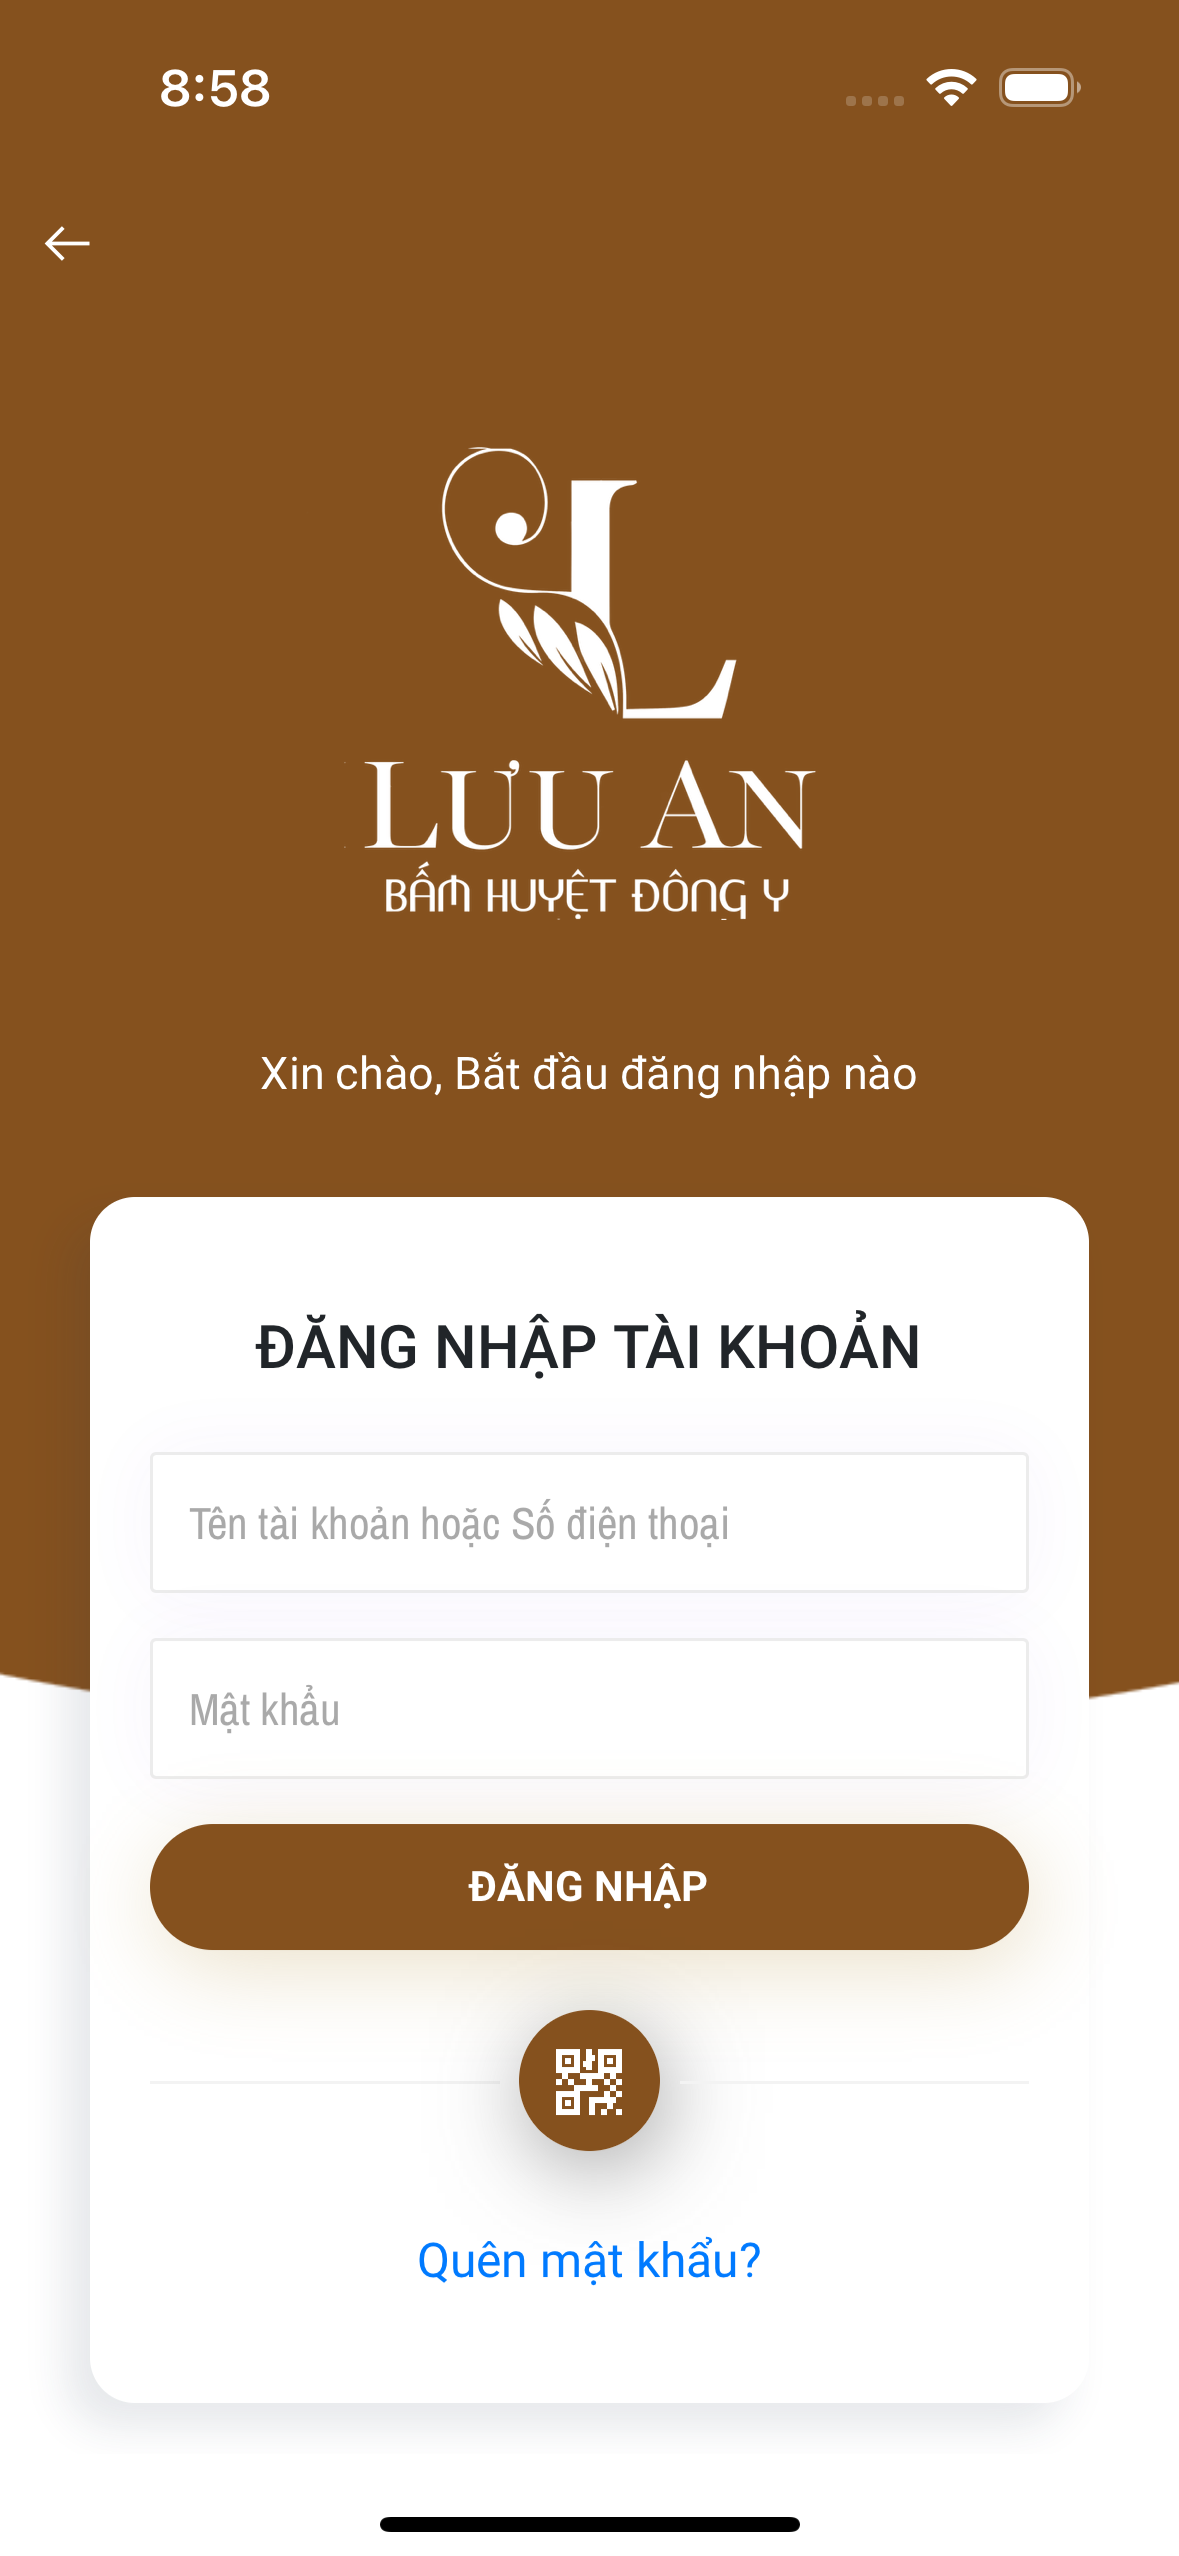 8:58
L
LƯU AN
BẤM HUYỆT ĐÔNG Y
Xin chào, Bắt đầu đăng nhập nào
ĐĂNG NHẬP TÀI KHOẢN
Tên tài khoản hoặc Số điện thoại
Mật khẩu
ĐĂNG NHẬP
Quên mật khẩu?